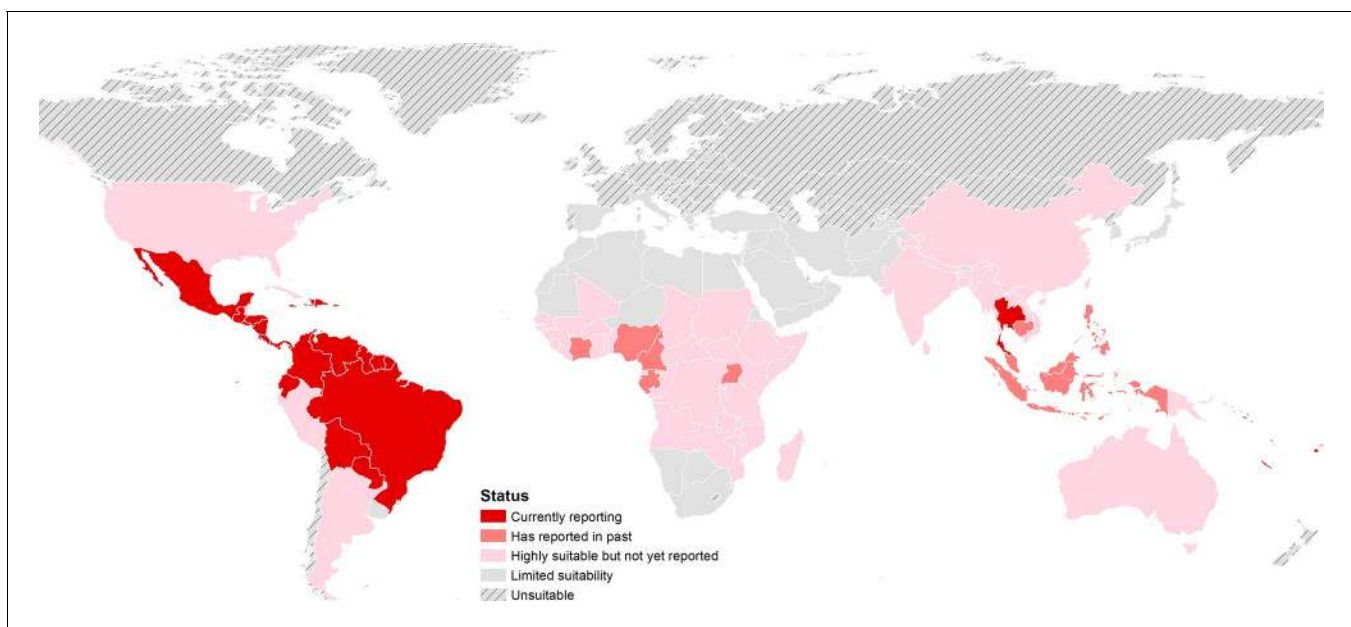 Status
Currently reporting
Has reported in past
Highly suitable but not yet reported
Limited suitability
Unsuitable